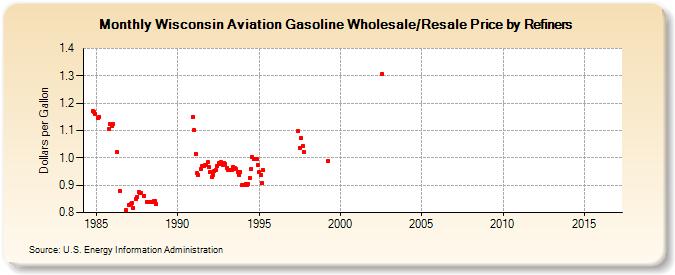 Monthly Wisconsin Aviation Gasoline Wholesale/Resale Price by Refiners
Dollars per Gallon
1.4
1.3
1.2
1.1
1.0
0.9
0.8
1985 1990 1995 2000 2005 2010 2015
Source: U.S. Energy Information Administration